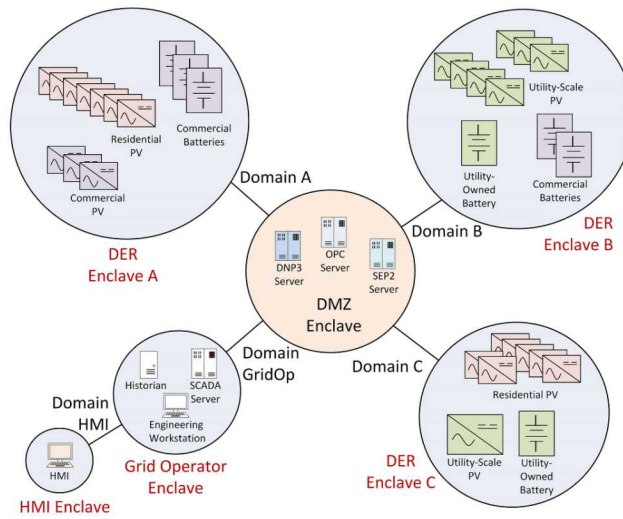 Residential
PV
Commercial
Batteries
Commercial
PV
DER
Enclave A
Domain A
Utility-Scale
PV
Utility-
Owned
Battery
Commercial
Batteries
DER
Enclave B
Domain B
DNP3
Server
OPC
Server
SEP2
Server
DMZ
Enclave
Domain
GridOp
Domain C
Historian
SCADA
Server
Engineering
Workstation
Grid Operator
Enclave
Domain
HMI
HMI
HMI Enclave
Residential PV
Utility-Scale
PV
Utility-
Owned
Battery
DER
Enclave C